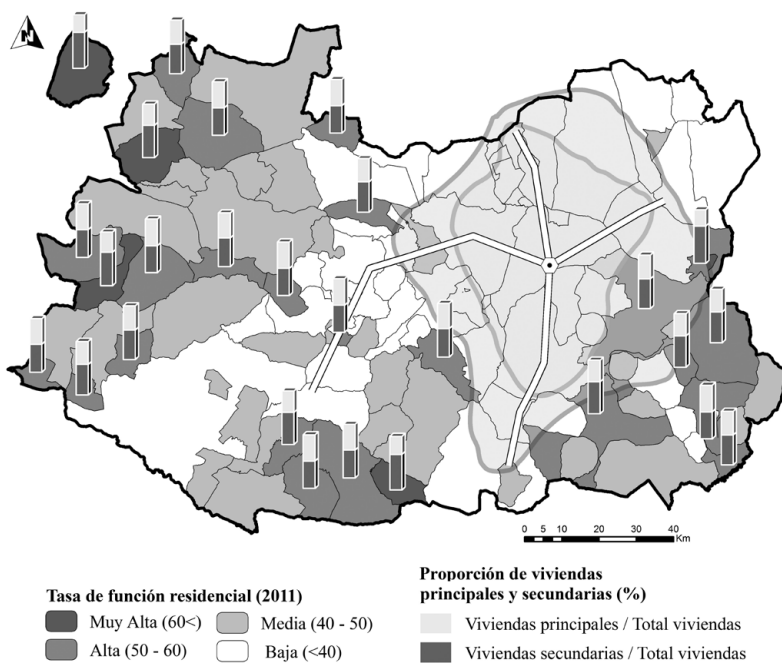 N
0 5 10 20 30 40
Km
Tasa de función residencial (2011)
Muy Alta (60<)
Media (40 - 50)
Alta (50 - 60)
Baja (<40)
Proporción de viviendas
principales y secundarias (%)
Viviendas principales / Total viviendas
Viviendas secundarias / Total viviendas